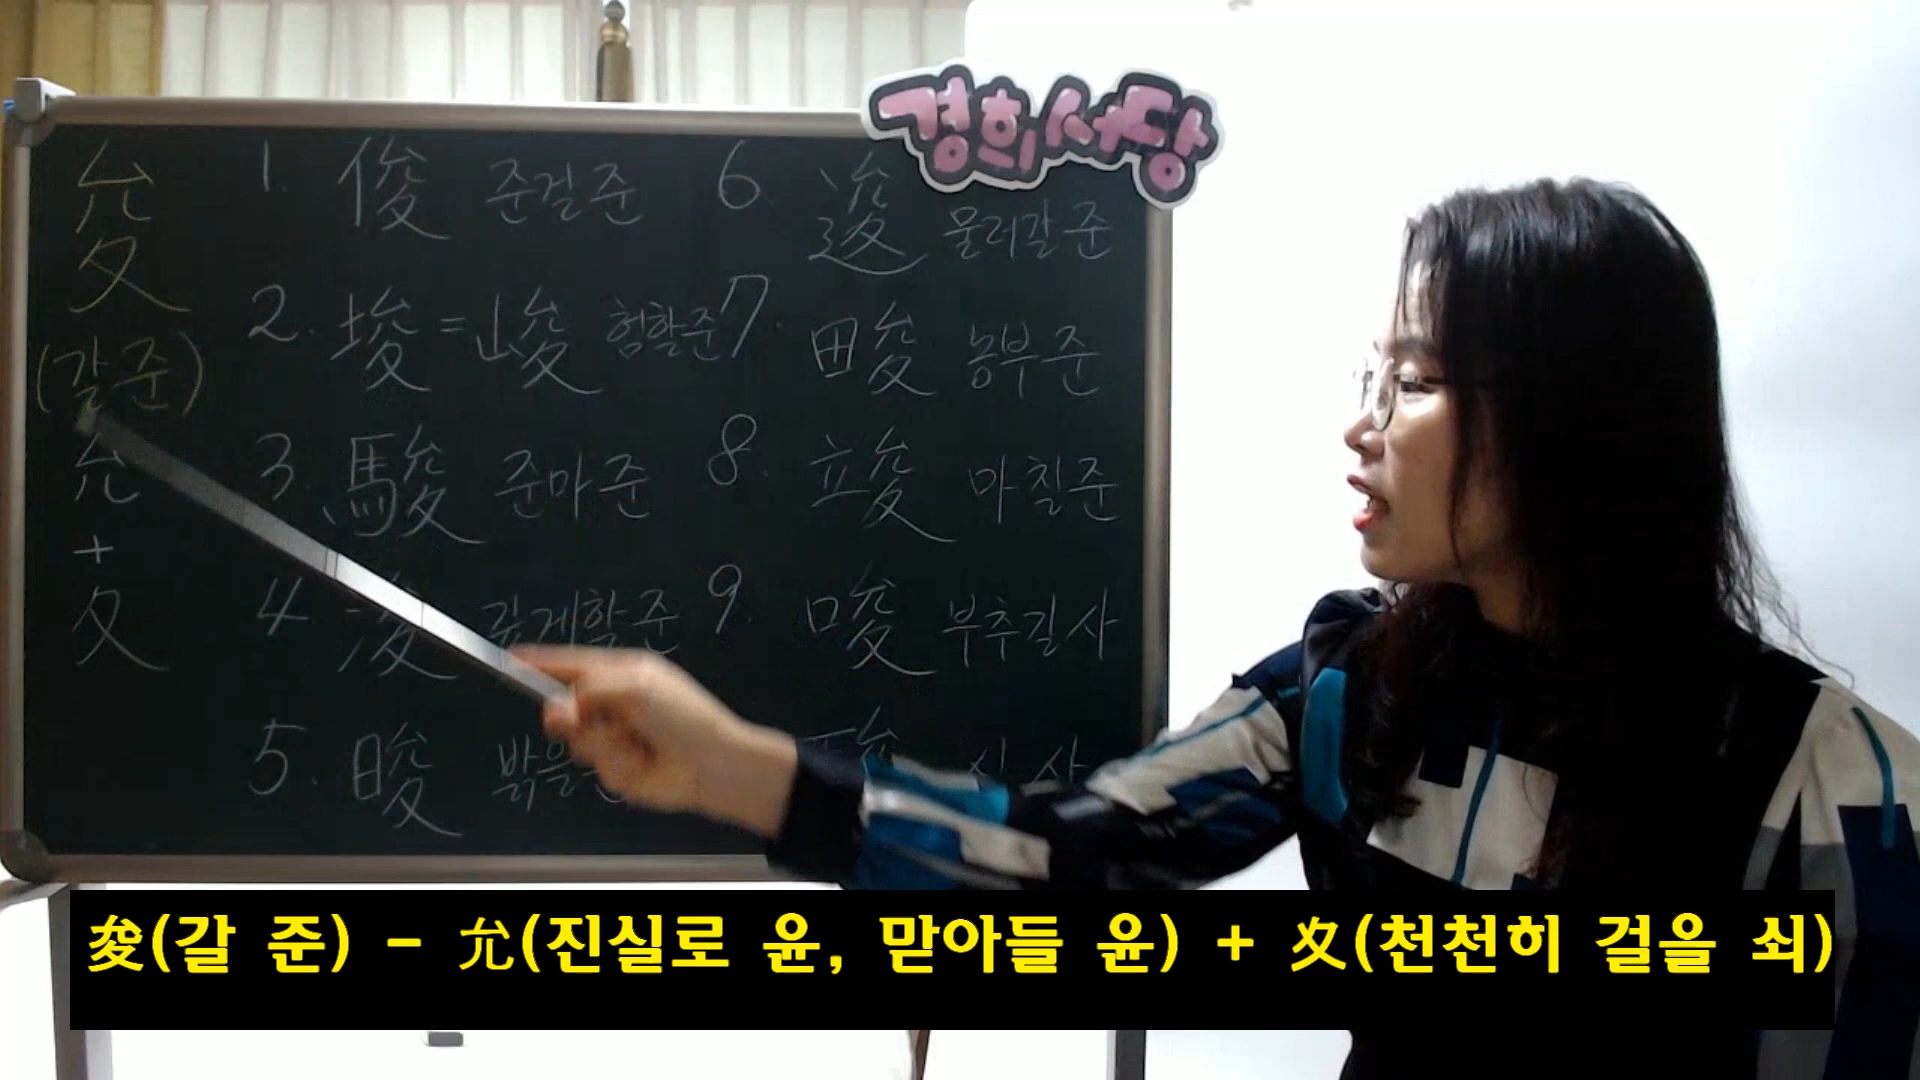 경희서당
夋
(갈준)
允
+
夂
1. 俊 준걸준
2. 埈 = 峻 험할준
3. 駿 준마준
4. 浚 깊게할준
5. 晙 밝을준
6. 逡 물러갈준
7. 畯 농부준
8. 竣 마칠준
9. 唆 부추길사
夋(갈 준) - 允(진실로 윤, 맏아들 윤) + 夊(천천히 걸을 쇠)